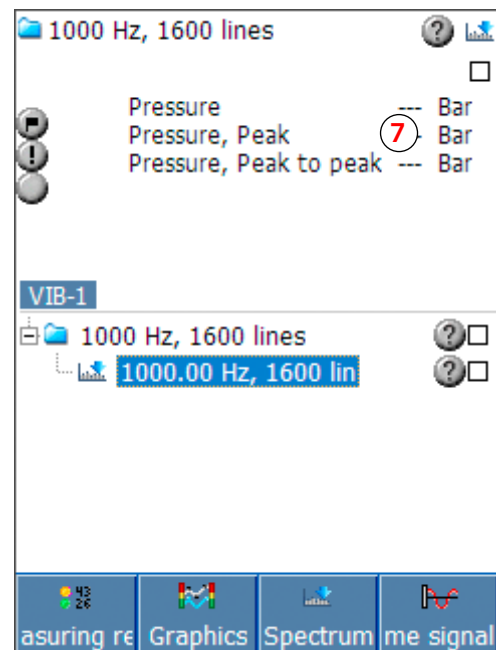 1000 Hz, 1600 lines
Pressure --- Bar
Pressure, Peak 7 - Bar
Pressure, Peak to peak --- Bar
VIB-1
1000 Hz, 1600 lines
1000.00 Hz, 1600 lin
asuring re Graphics Spectrum me signal